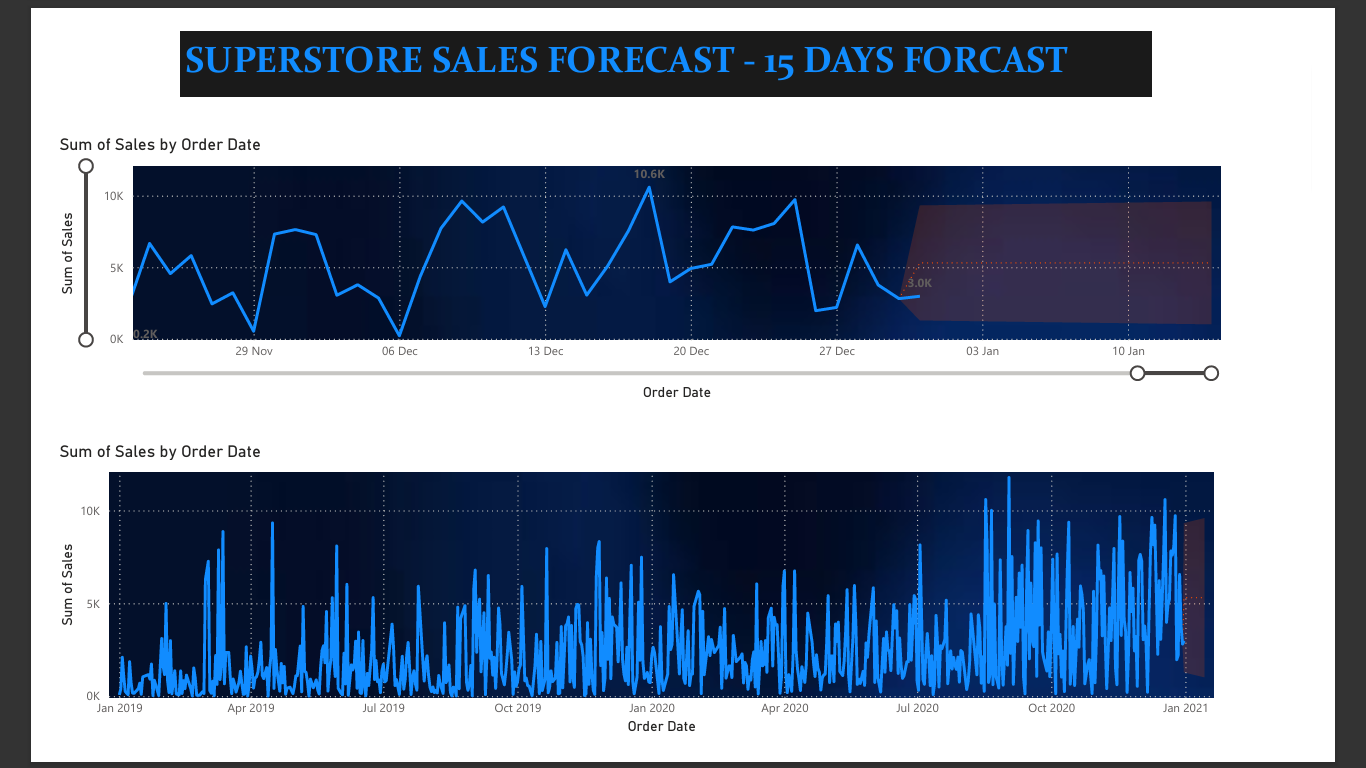 SUPERSTORE SALES FORECAST - 15 DAYS FORCAST
Sum of Sales by Order Date
10.6K
10K
Sum of Sales
5K
3.0K
0.2K
0K
29 Nov 06 Dec 13 Dec 20 Dec 27 Dec 03 Jan 10 Jan
Order Date
Sum of Sales by Order Date
10K
Sum of Sales
5K
0K
Jan 2019 Apr 2019 Jul 2019 Oct 2019 Jan 2020 Apr 2020 Jul 2020 Oct 2020 Jan 2021
Order Date